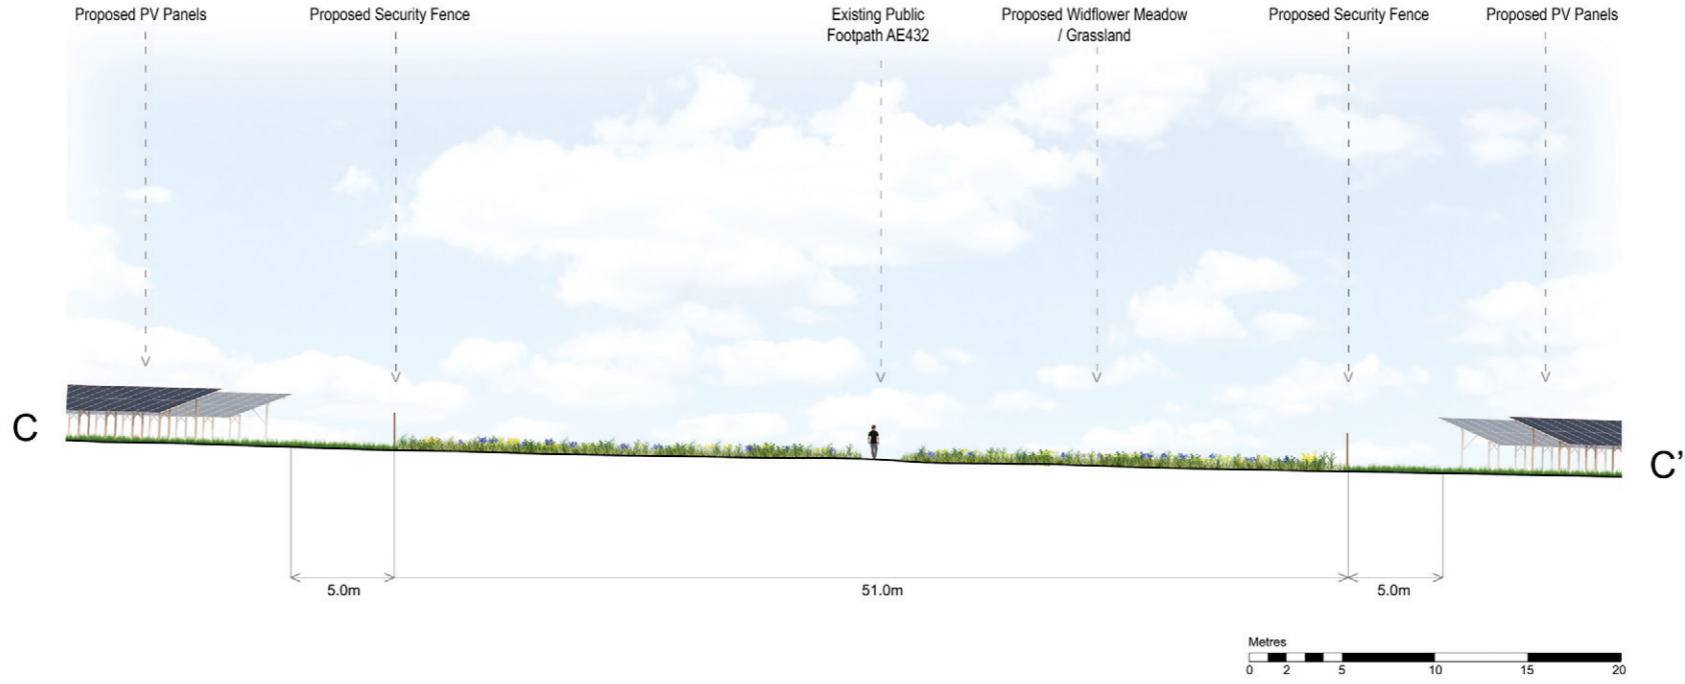 Proposed PV Panels
Proposed Security Fence
Existing Public
Footpath AE432
Proposed Widflower Meadow
/ Grassland
Proposed Security Fence
Proposed PV Panels
C
C’
5.0m
51.0m
5.0m
Metres
0 2 5 10 15 20